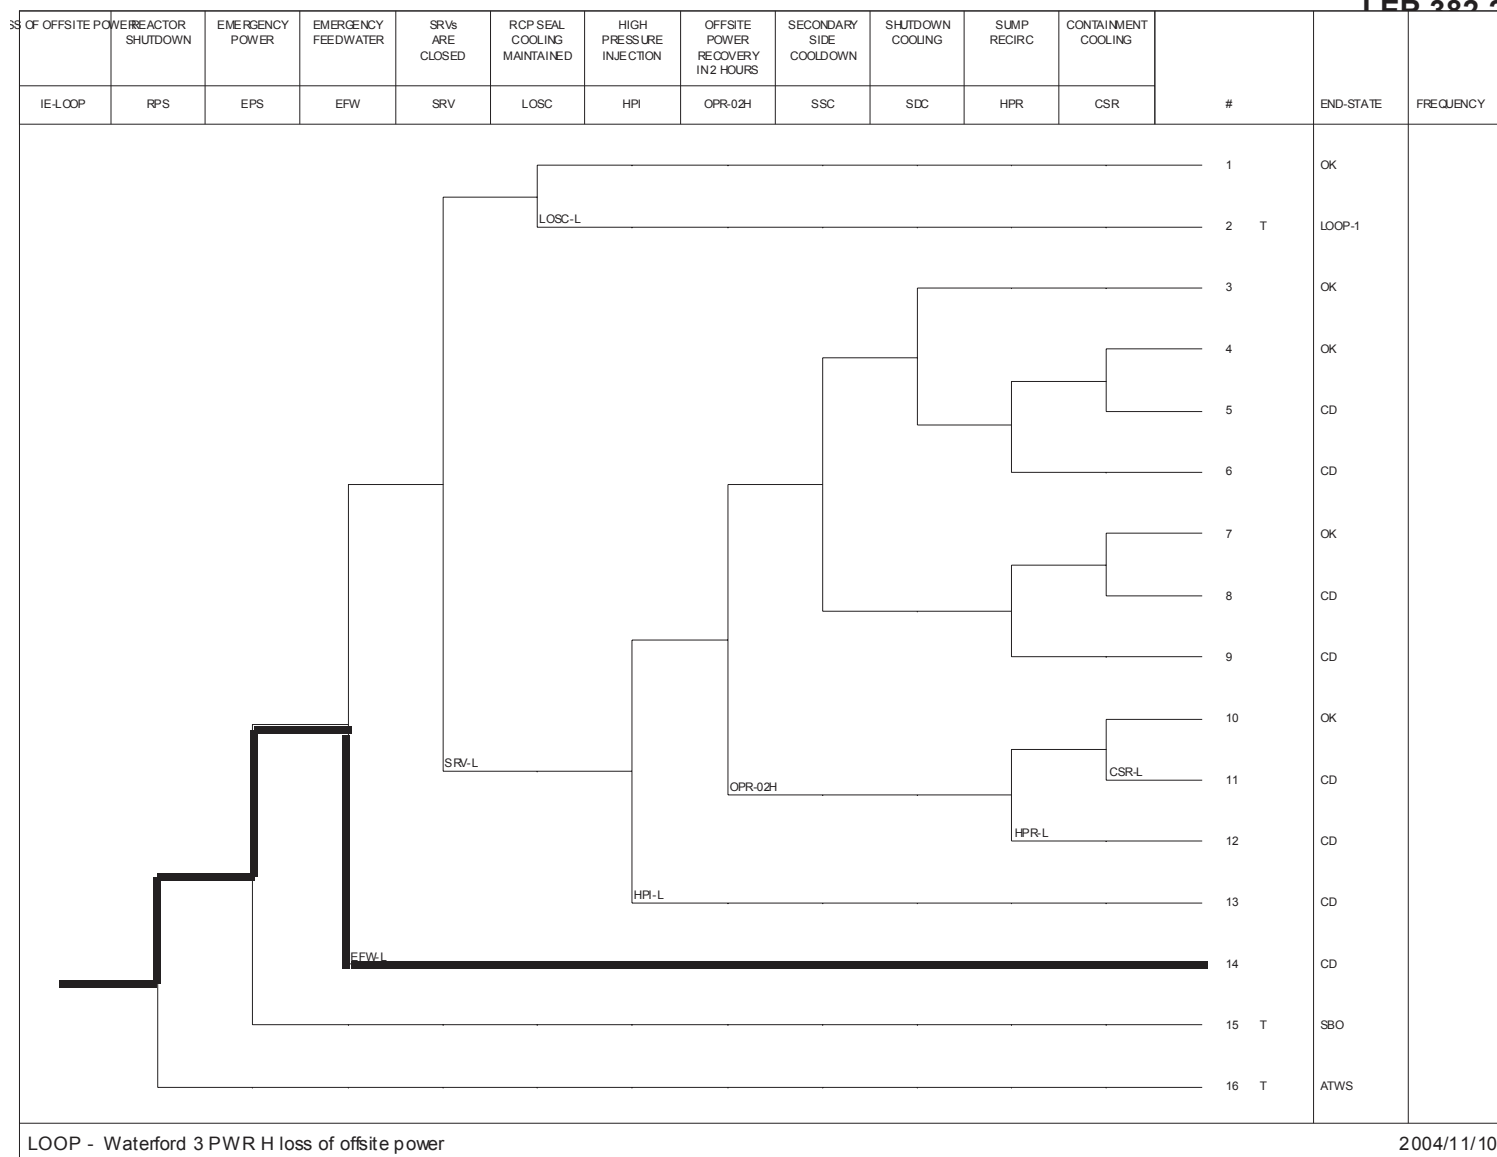 LER 382
SS OF OFFSITE POWER
REACTOR
SHUTDOWN
EMERGENCY
POWER
EMERGENCY
FEEDWATER
SRVs
ARE
CLOSED
RCP SEAL
COOLING
MAINTAINED
HIGH
PRESSURE
INJECTION
OFFSITE
POWER
RECOVERY
IN 2 HOURS
SECONDARY
SIDE
COOLDOWN
SHUTDOWN
COOLING
SUMP
RECIRC
CONTAINMENT
COOLING
IE-LOOP RPS EPS EFW SRV LOSC HPI OPR-02H SSC SDC HPR CSR # END-STATE FREQUENCY
1 OK
LOSC-L
2 T LOOP-1
3 OK
4 OK
5 CD
6 CD
7 OK
8 CD
9 CD
10 OK
SRV-L
CSR-L
OPR-02H
11 CD
HPR-L
12 CD
HPI-L
13 CD
EFW-L
14 CD
15 T SBO
16 T ATWS
LOOP - Waterford 3 PWR H loss of offsite power 2004/11/10